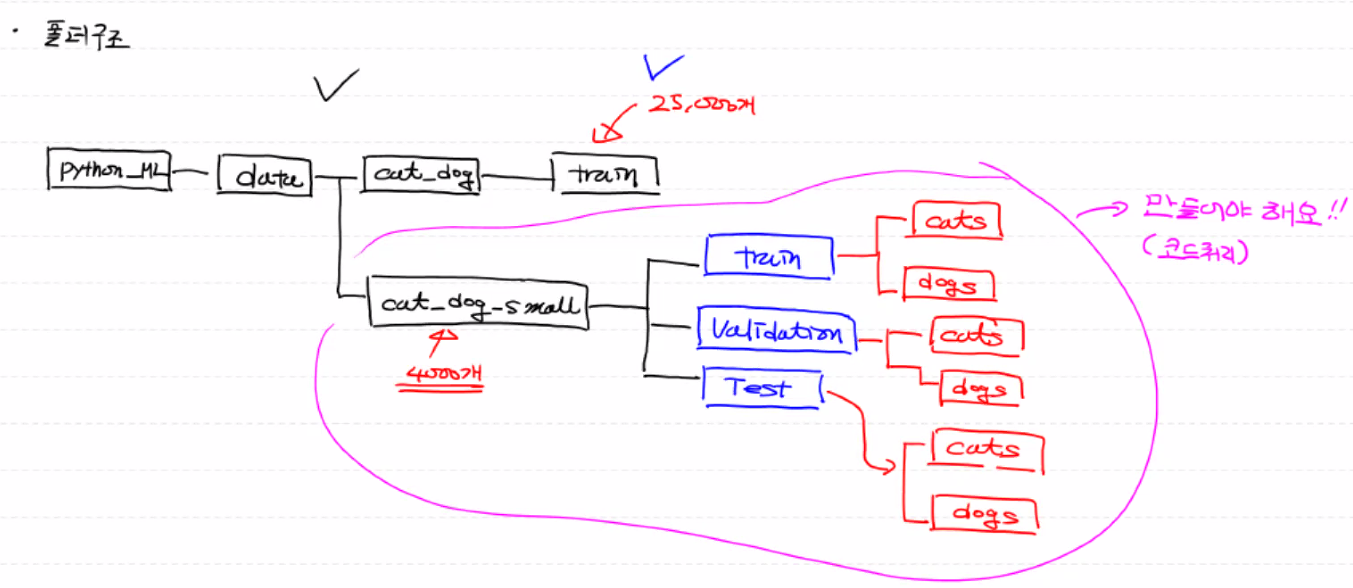 · 폴더구조
25,000개
python_ML
data
cat_dog
train
만들어야 해요!!
(코드처리)
cat_dog_small
4000개
train
cats
dogs
Validation
cats
dogs
Test
cats
dogs